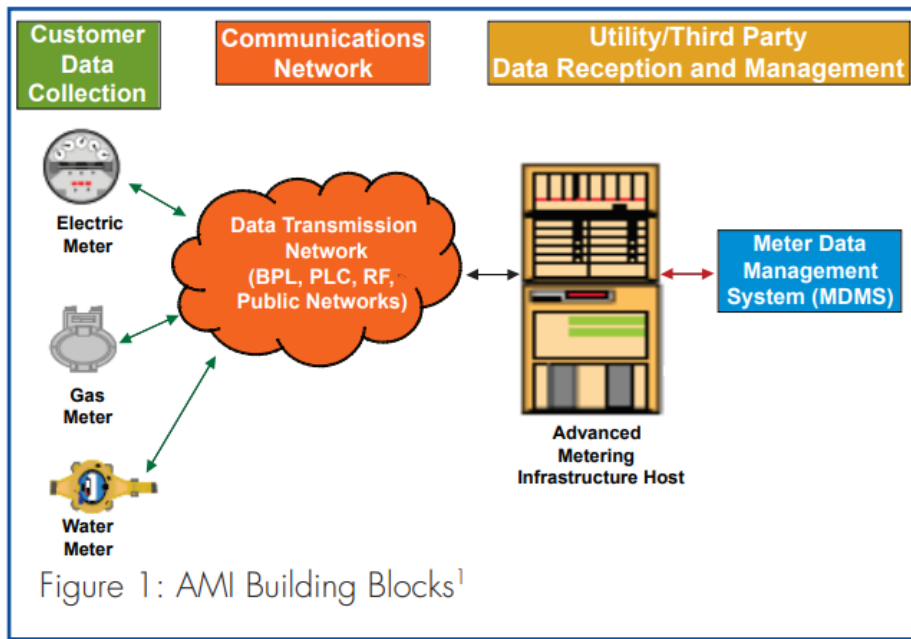 Customer
Data
Collection
Communications
Network
Utility/Third Party
Data Reception and Management
Electric
Meter
Gas
Meter
Water
Meter
Data Transmission
Network
(BPL, PLC, RF,
Public Networks)
Advanced
Metering
Infrastructure Host
Meter Data
Management
System (MDMS)
Figure 1: AMI Building Blocks¹